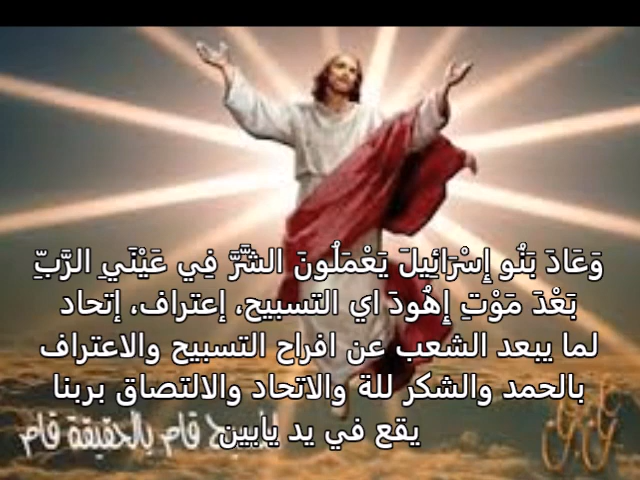 وَعَادَ بَنُو إِسْرَائِيلَ يَعْمَلُونَ الشَّرَّ فِي عَيْنَيِ الرَّبِّ
بَعْدَ مَوْتِ إِهُودَ اي التسبيح، إعتراف، إتحاد
لما يبعد الشعب عن افراح التسبيح والاعتراف
بالحمد والشكر للة والاتحاد والالتصاق بربنا
يقع في يد يابين
قام بالحقيقة قام